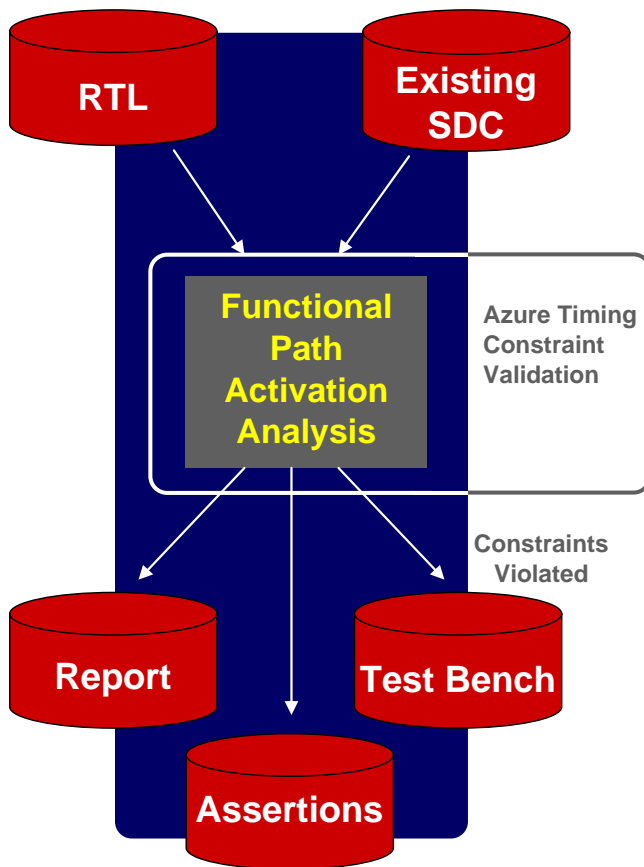 RTL
Existing
SDC
Functional
Path
Activation
Analysis
Azure Timing
Constraint
Validation
Constraints
Violated
Report
Test Bench
Assertions